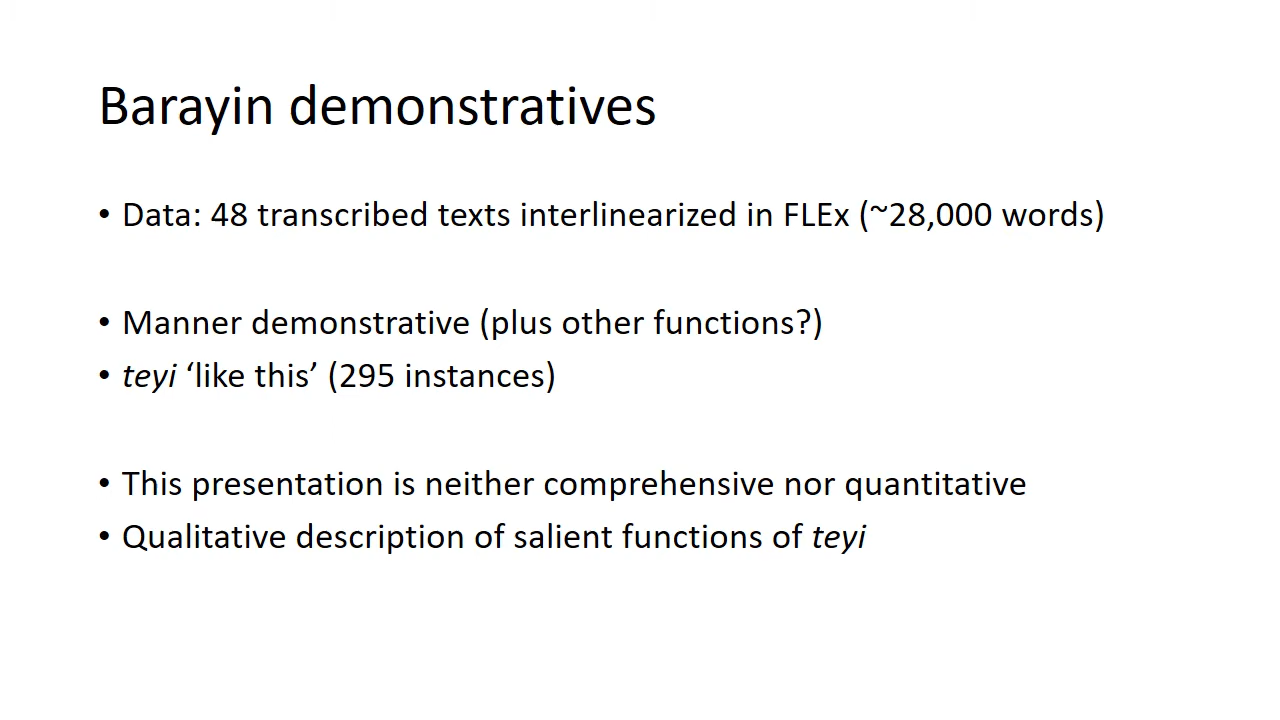 Barayin demonstratives
• Data: 48 transcribed texts interlinearized in FLEx (~28,000 words)
• Manner demonstrative (plus other functions?)
• teyi ‘like this’ (295 instances)
• This presentation is neither comprehensive nor quantitative
• Qualitative description of salient functions of teyi